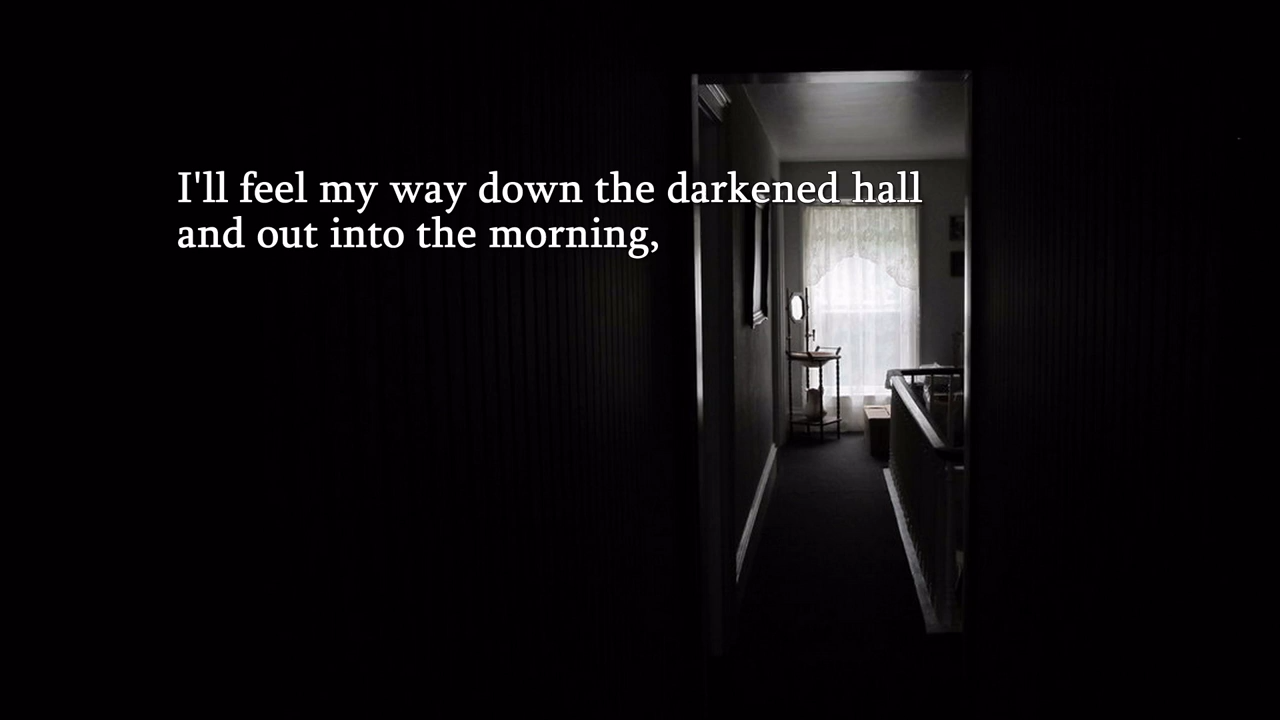 I'll feel my way down the darkened hall
and out into the morning,